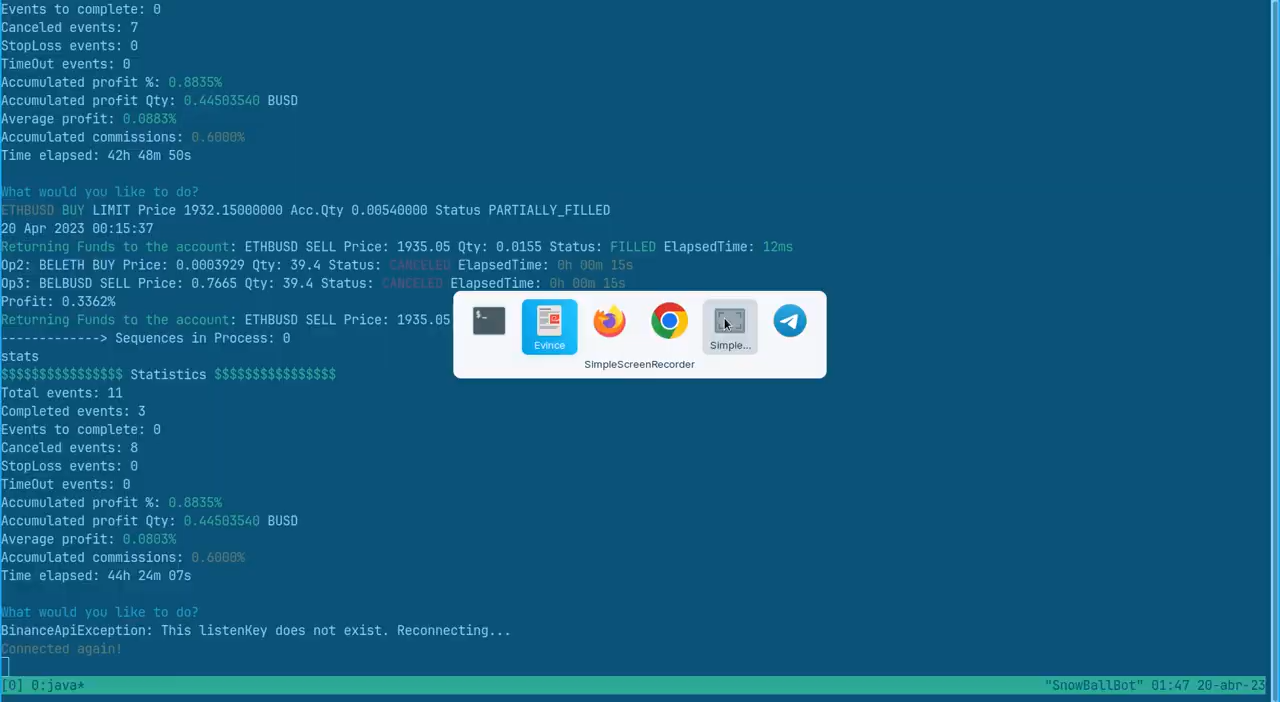 Events to complete: 0
Canceled events: 7
StopLoss events: 0
TimeOut events: 0
Accumulated profit %: 0.8835%
Accumulated profit Qty: 0.44503540 BUSD
Average profit: 0.0883%
Accumulated commissions: 0.6000%
Time elapsed: 42h 48m 50s
What would you like to do?
ETHBUSD BUY LIMIT Price 1932.15000000 Acc.Qty 0.00540000 Status PARTIALLY_FILLED
20 Apr 2023 00:15:37
Returning Funds to the account: ETHBUSD SELL Price: 1935.05 Qty: 0.0155 Status: FILLED ElapsedTime: 12ms
Op2: BELETH BUY Price: 0.0003929 Qty: 39.4 Status: CANCELED ElapsedTime: 0h 00m 15s
Op3: BELBUSD SELL Price: 0.7665 Qty: 39.4 Status: CANCELED ElapsedTime: 0h 00m 15s
Profit: 0.3362%
Returning Funds to the account: ETHBUSD SELL Price: 1935.05
-------------> Sequences in Process: 0
stats
$$$$$$$$$$$$$$$$ Statistics $$$$$$$$$$$$$$$$
Total events: 11
Completed events: 3
Events to complete: 0
Canceled events: 8
StopLoss events: 0
TimeOut events: 0
Accumulated profit %: 0.8835%
Accumulated profit Qty: 0.44503540 BUSD
Average profit: 0.0803%
Accumulated commissions: 0.6000%
Time elapsed: 44h 24m 07s
What would you like to do?
BinanceApiException: This listenKey does not exist. Reconnecting...
Connected again!
[0] 0:java* "SnowBallBot" 01:47 20-abr-23
$_
Evince
Simple...
SimpleScreenRecorder